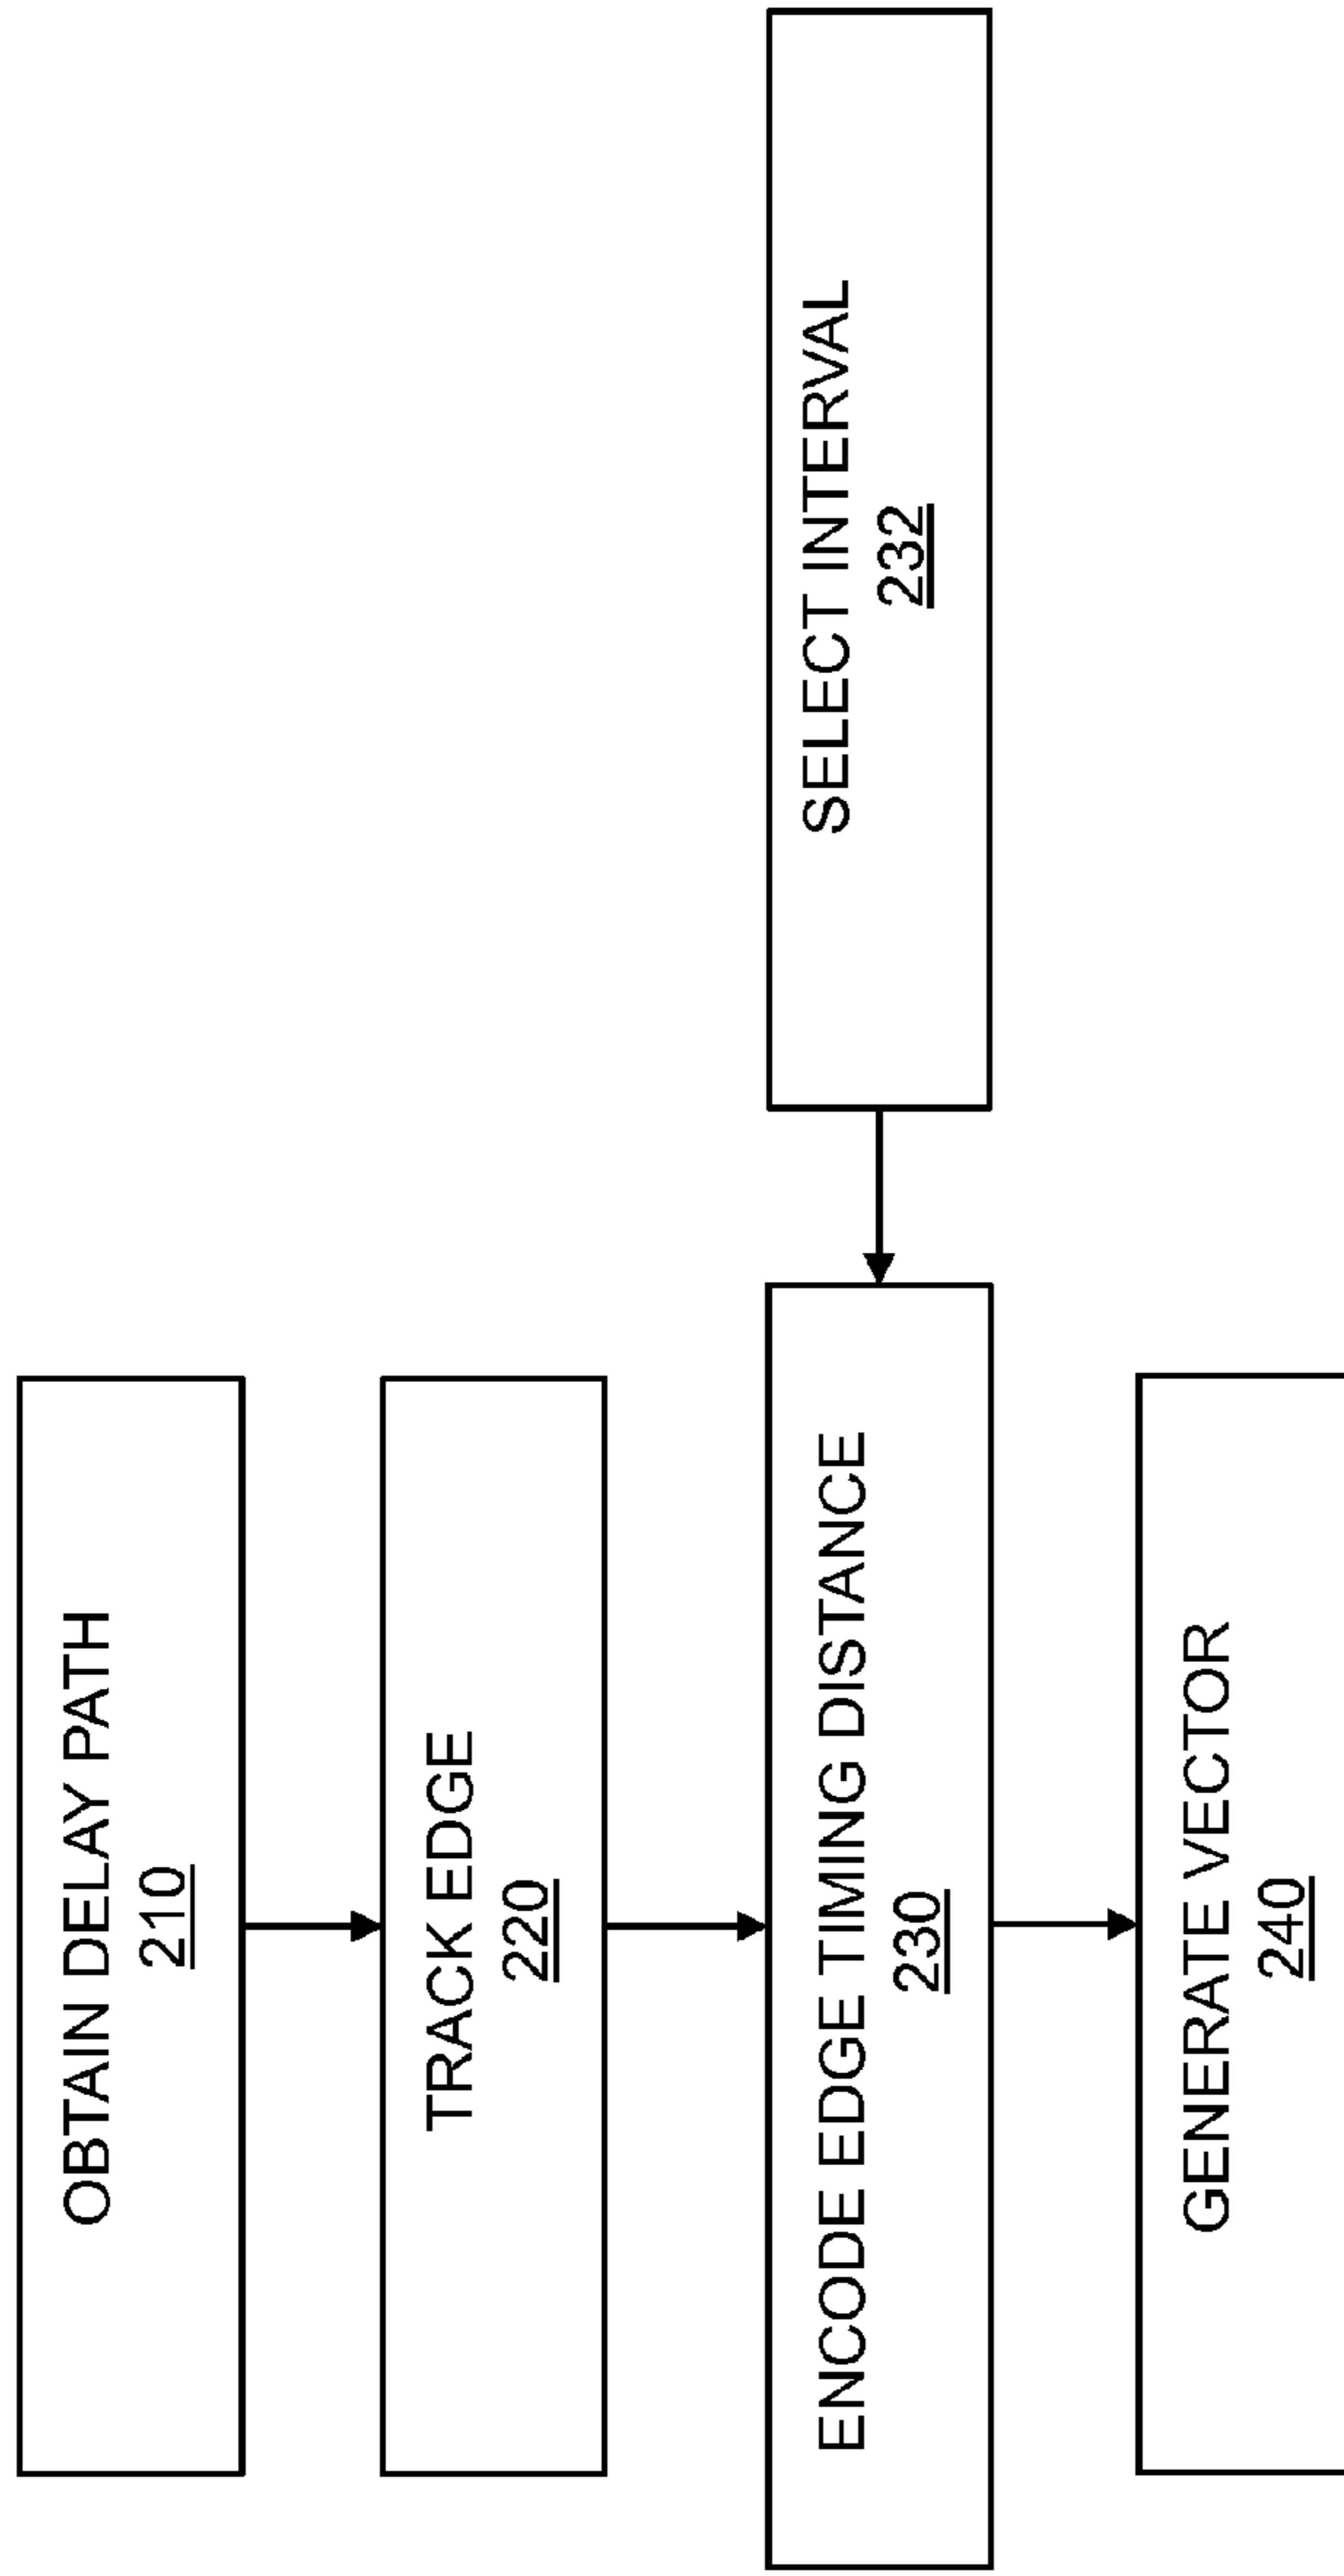 OBTAIN DELAY PATH
210
TRACK EDGE
220
ENCODE EDGE TIMING DISTANCE
230
SELECT INTERVAL
232
GENERATE VECTOR
240